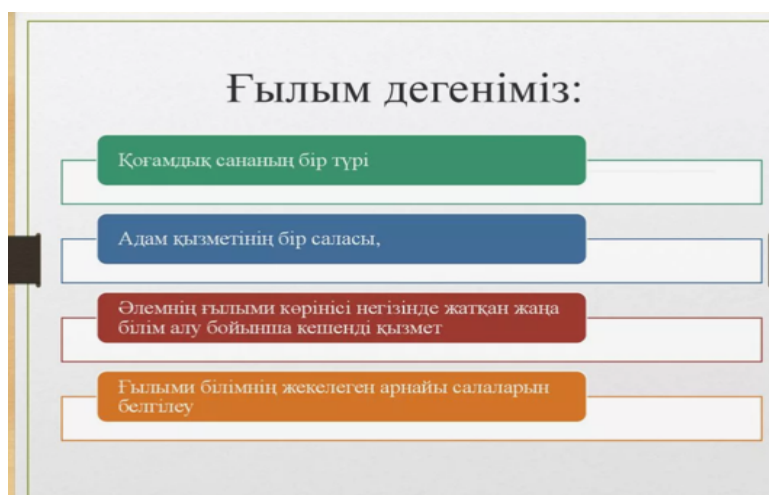 Ғылым дегеніміз:
Қоғамдық сананың бір түрі
Адам қызметінің бір саласы,
Әлемнің ғылыми көрінісі негізінде жатқан жаңа
білім алу бойынша кешенді қызмет
Ғылыми білімнің жекелеген арнайы салаларын
белгілеу